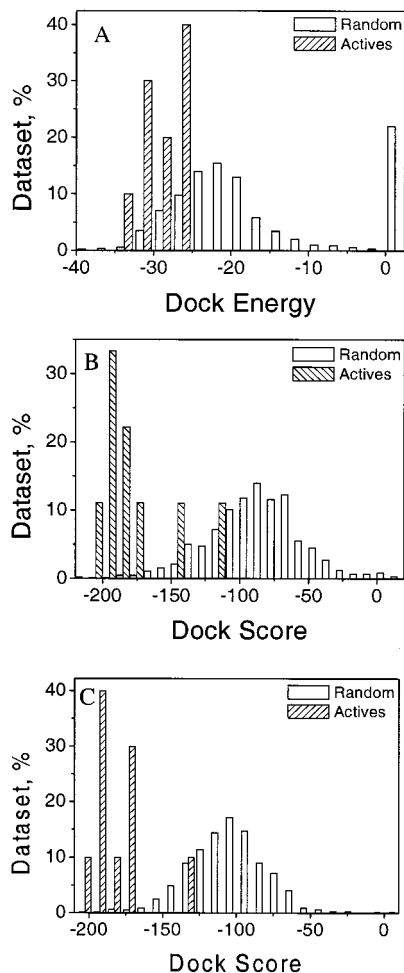 A
Random
Actives
40
30
20
10
0
Dataset, %
-40 -30 -20 -10 0
Dock Energy
B
Random
Actives
30
20
10
0
Dataset, %
-200 -150 -100 -50 0
Dock Score
C
Random
Actives
40
30
20
10
0
Dataset, %
-200 -150 -100 -50 0
Dock Score